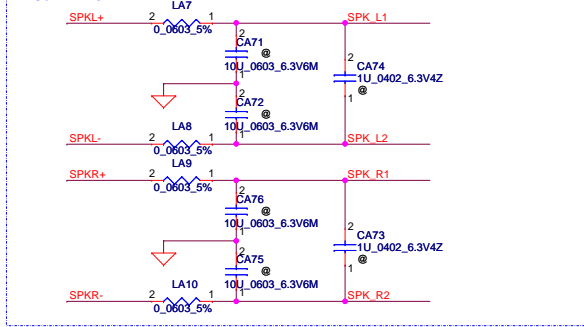 LA7
SPKL+ 2 1 SPK_L1
0_0603_5%
2
CA71
@
10U_0603_6.3V6M
1
2
CA74
1U_0402_6.3V4Z
@
1
2
CA72
@
10U_0603_6.3V6M
1
LA8
SPKL- 2 1 SPK_L2
0_0603_5%
LA9
SPKR+ 2 1 SPK_R1
0_0603_5%
2
CA76
@
10U_0603_6.3V6M
1
2
CA73
1U_0402_6.3V4Z
@
1
2
CA75
@
10U_0603_6.3V6M
1
LA10
SPKR- 2 1 SPK_R2
0_0603_5%